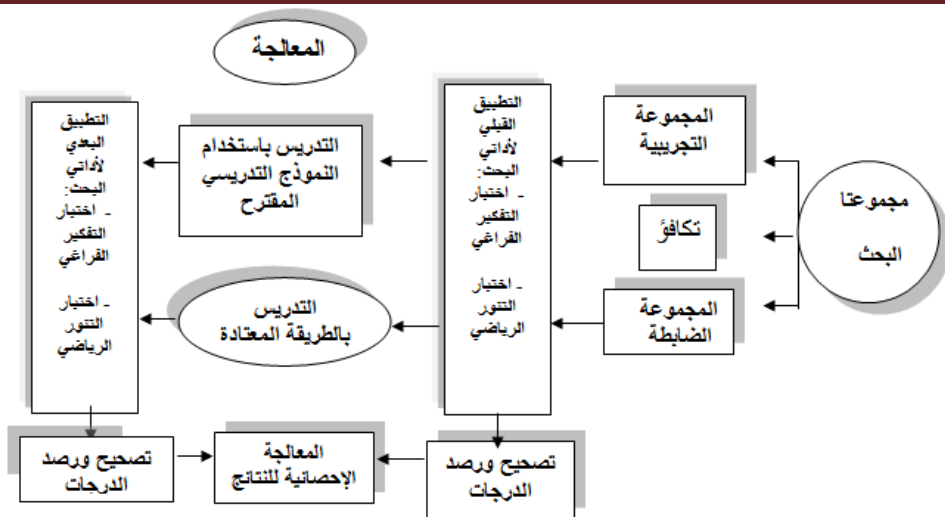 المعالجة
مجموعتا
البحث
المجموعة
التجريبية
تكافؤ
المجموعة
الضابطة
التطبيق
القبلي
لأداتي
البحث:
- اختبار
التفكير
الفراغي
- اختبار
التنور
الرياضي
التدريس باستخدام
النموذج التدريسي
المقترح
التدريس
بالطريقة المعتادة
التطبيق
البعدي
لأداتي
البحث:
- اختبار
التفكير
الفراغي
- اختبار
التنور
الرياضي
تصحيح ورصد
الدرجات
المعالجة
الإحصائية للنتائج
تصحيح ورصد
الدرجات